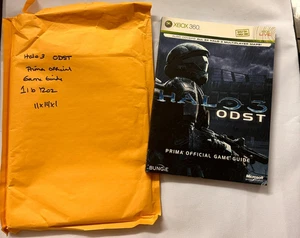 Halo 3 ODST
Prima Official
Game Guide
1 lb 12oz
11x14x1
XBOX 360
HALO 3
ODST
PRIMA OFFICIAL GAME GUIDE
BUNGIE
Microsoft